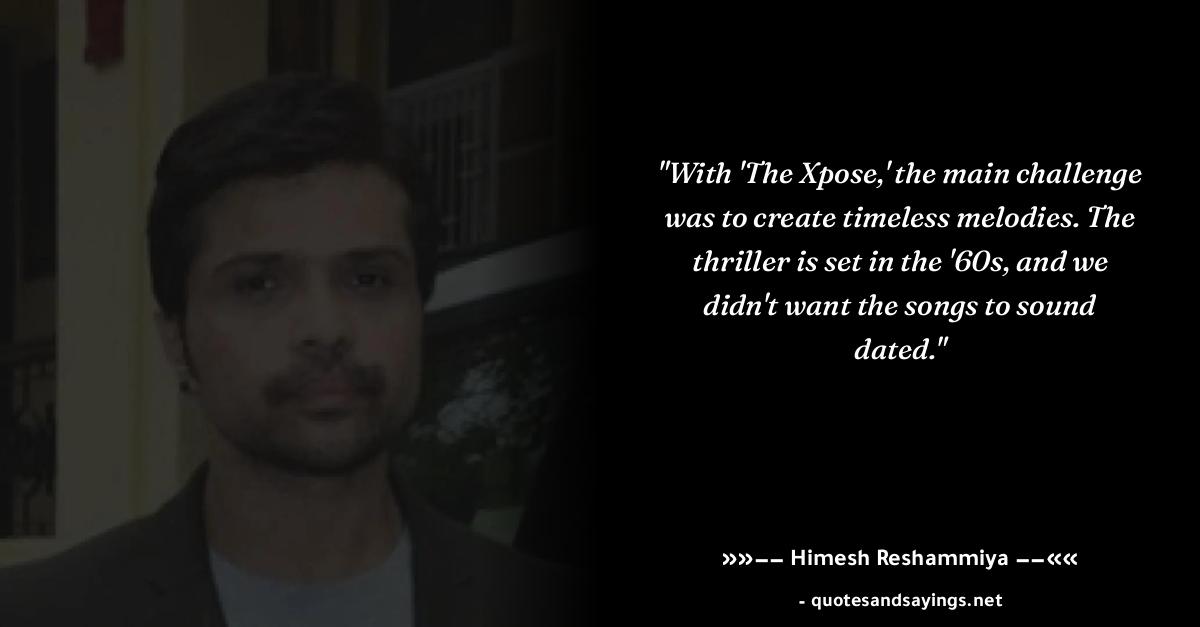 "With 'The Xpose,' the main challenge
was to create timeless melodies. The
thriller is set in the '60s, and we
didn't want the songs to sound
dated."
»»−− Himesh Reshammiya −−««
- quotesandsayings.net